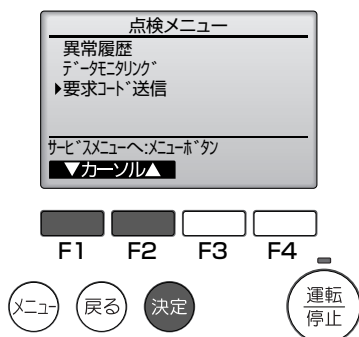 点検メニュー
異常履歴
データモニタリング
▶要求コード送信
サービスメニューへ:メニューボタン
▼カーソル▲
F1 F2 F3 F4
メニュー 戻る 決定 運転
停止